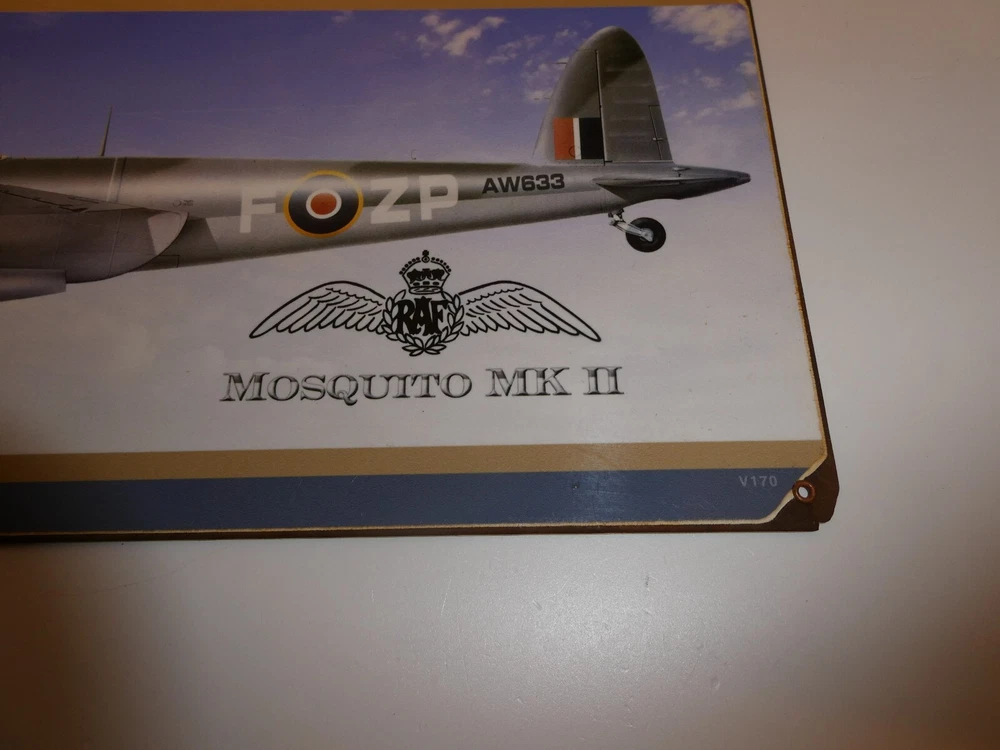 F ZP AW633
RAF
MOSQUITO MK II
V170